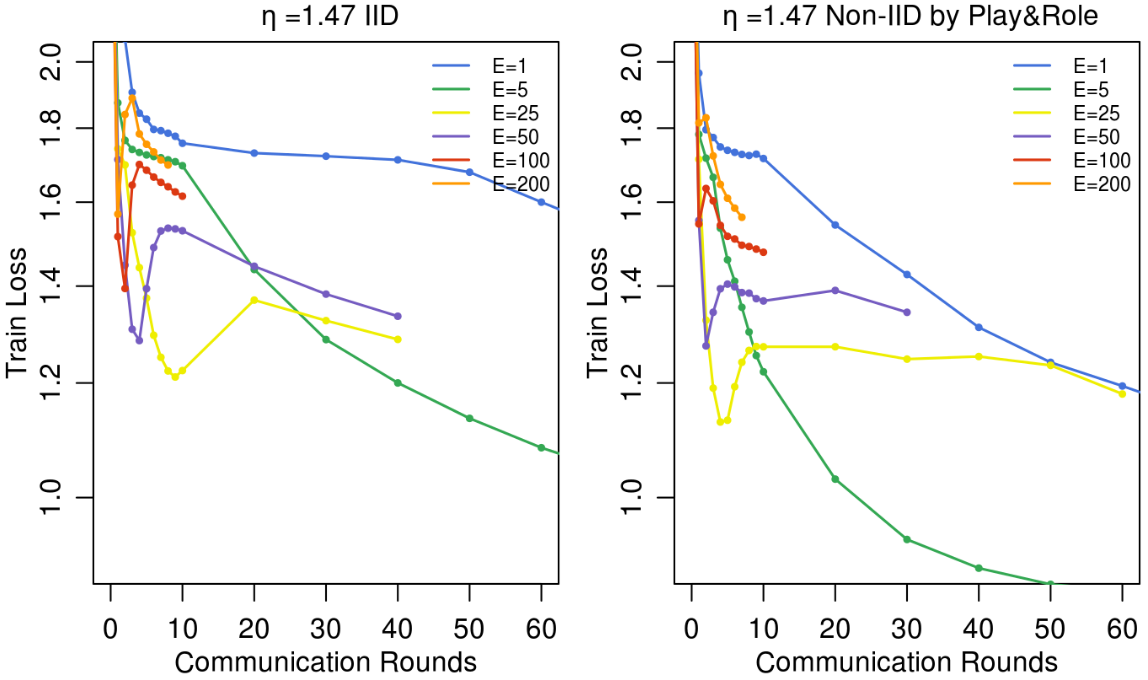 η =1.47 IID
Train Loss
2.0
1.8
1.6
1.4
1.2
1.0
E=1
E=5
E=25
E=50
E=100
E=200
0 10 20 30 40 50 60
Communication Rounds
η =1.47 Non-IID by Play&Role
Train Loss
2.0
1.8
1.6
1.4
1.2
1.0
E=1
E=5
E=25
E=50
E=100
E=200
0 10 20 30 40 50 60
Communication Rounds